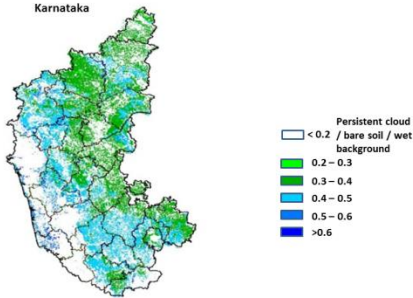 Karnataka
Persistent cloud
< 0.2 / bare soil / wet
background
0.2 – 0.3
0.3 – 0.4
0.4 – 0.5
0.5 – 0.6
>0.6